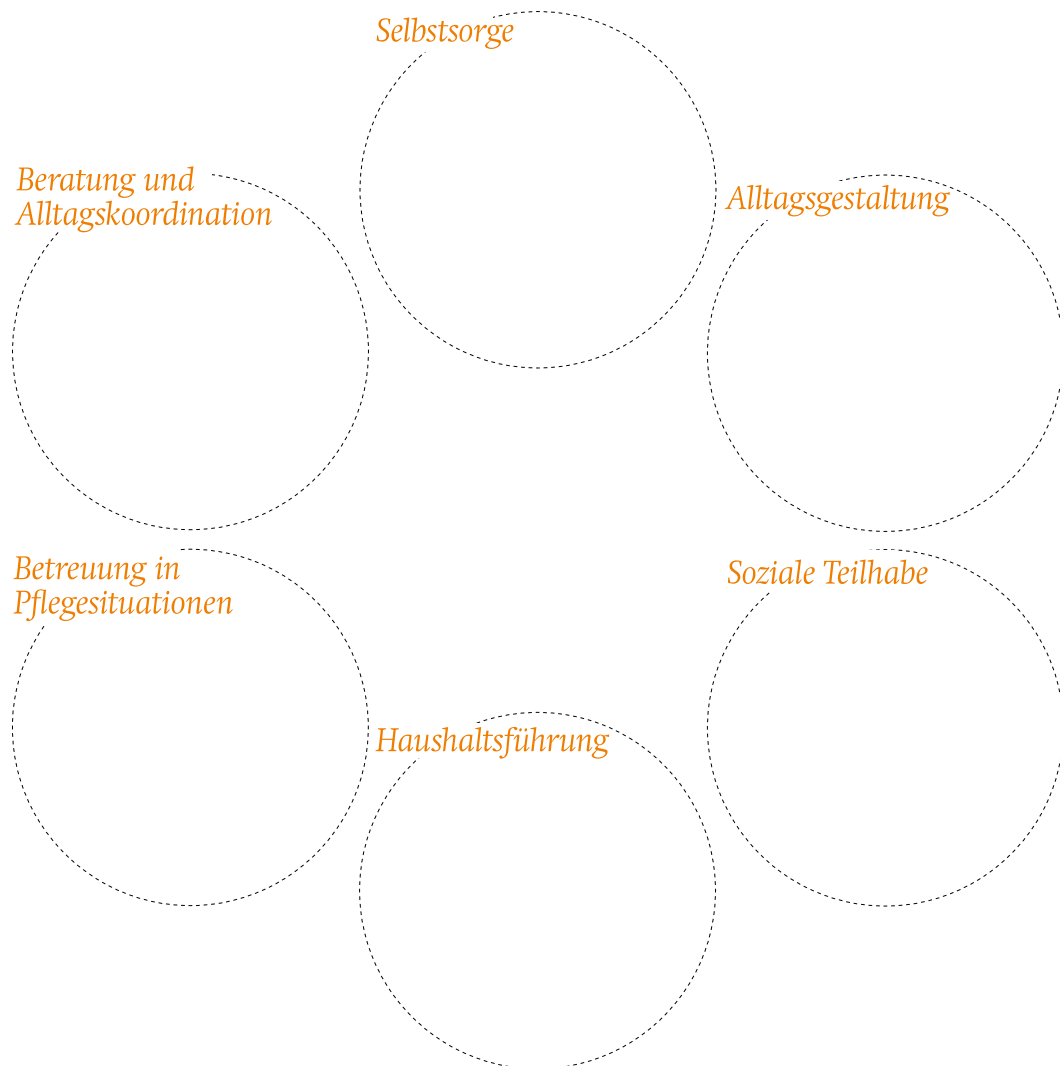 Selbstsorge
Beratung und
Alltagskoordination
Alltagsgestaltung
Betreuung in
Pflegesituationen
Soziale Teilhabe
Haushaltsführung